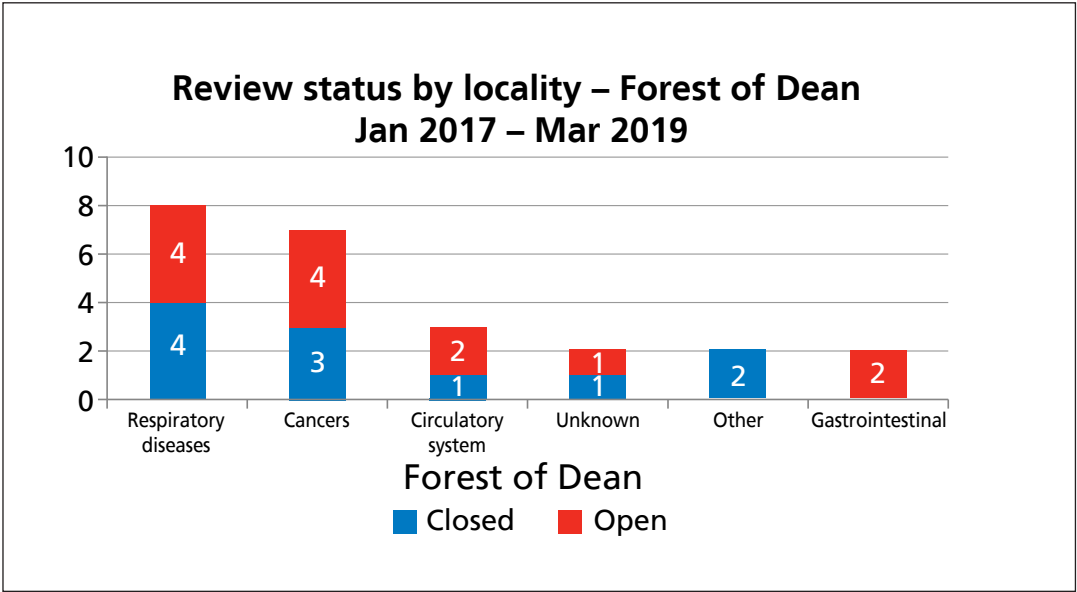 Review status by locality – Forest of Dean
Jan 2017 – Mar 2019
10
8
6
4
2
0
4
4
4
3
2
1
1
1
2
2
Respiratory
diseases
Cancers
Circulatory
system
Unknown
Other
Gastrointestinal
Forest of Dean
Closed
Open